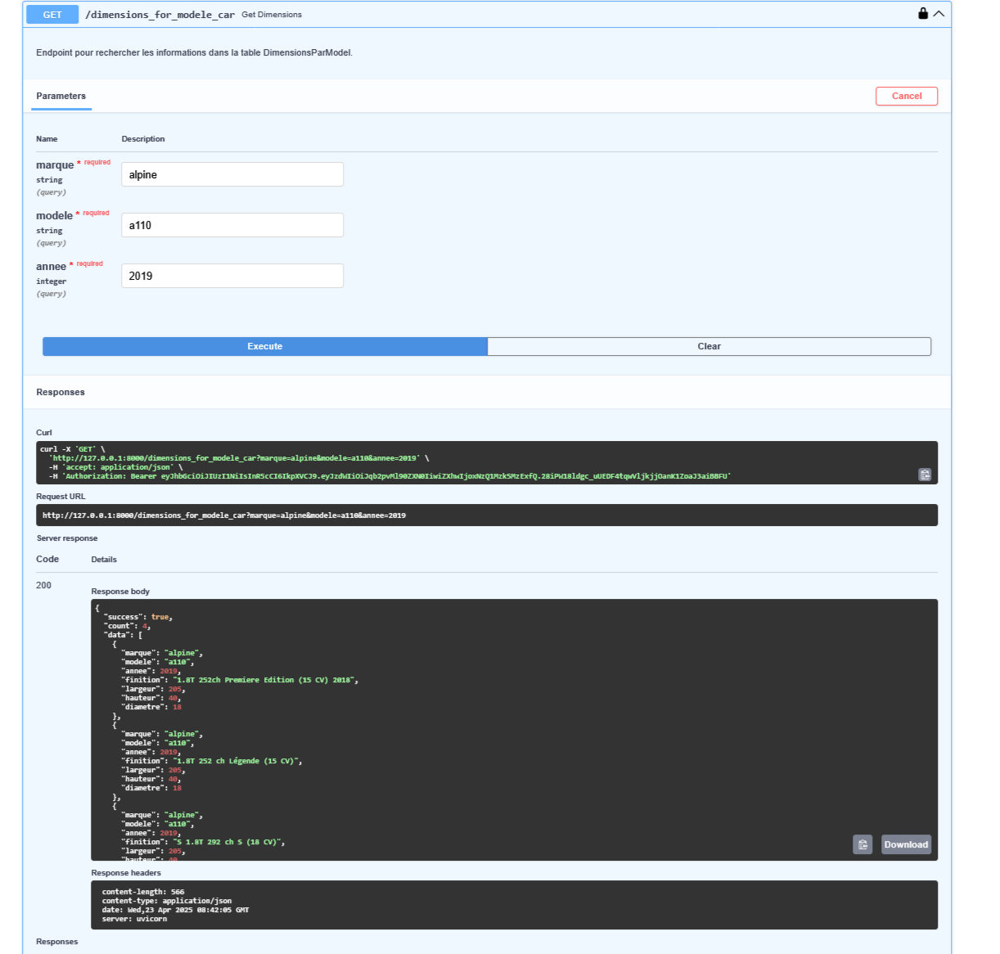 GET /dimensions_for_modele_car Get Dimensions
Endpoint pour rechercher les informations dans la table DimensionsParModel.
Parameters
Cancel
Name Description
marque * required
string
(query)
alpine
modele * required
string
(query)
a110
annee * required
integer
(query)
2019
Execute Clear
Responses
Curl
curl -X 'GET' \
'http://127.0.0.1:8000/dimensions_for_modele_car?marque=alpine&modele=a110&annee=2019' \
-H 'accept: application/json' \
-H 'Authorization: Bearer
Request URL
http://127.0.0.1:8000/dimensions_for_modele_car?marque=alpine&modele=a110&annee=2019
Server response
Code Details
200
Response body
{
"success": true,
"count": 4,
"data": [
{
"marque": "alpine",
"modele": "a110",
"annee": 2019,
"finition": "1.8T 252ch Premiere Edition (15 CV) 2018",
"largeur": 205,
"hauteur": 40,
"diametre": 18
},
{
"marque": "alpine",
"modele": "a110",
"annee": 2019,
"finition": "1.8T 252 ch Légende (15 CV)",
"largeur": 205,
"hauteur": 40,
"diametre": 18
},
{
"marque": "alpine",
"modele": "a110",
"annee": 2019,
"finition": "S 1.8T 292 ch S (18 CV)",
"largeur": 205,
"hauteur": 40
Download
Response headers
content-length: 566
content-type: application/json
date: Wed,23 Apr 2025 08:42:05 GMT
server: uvicorn
Responses